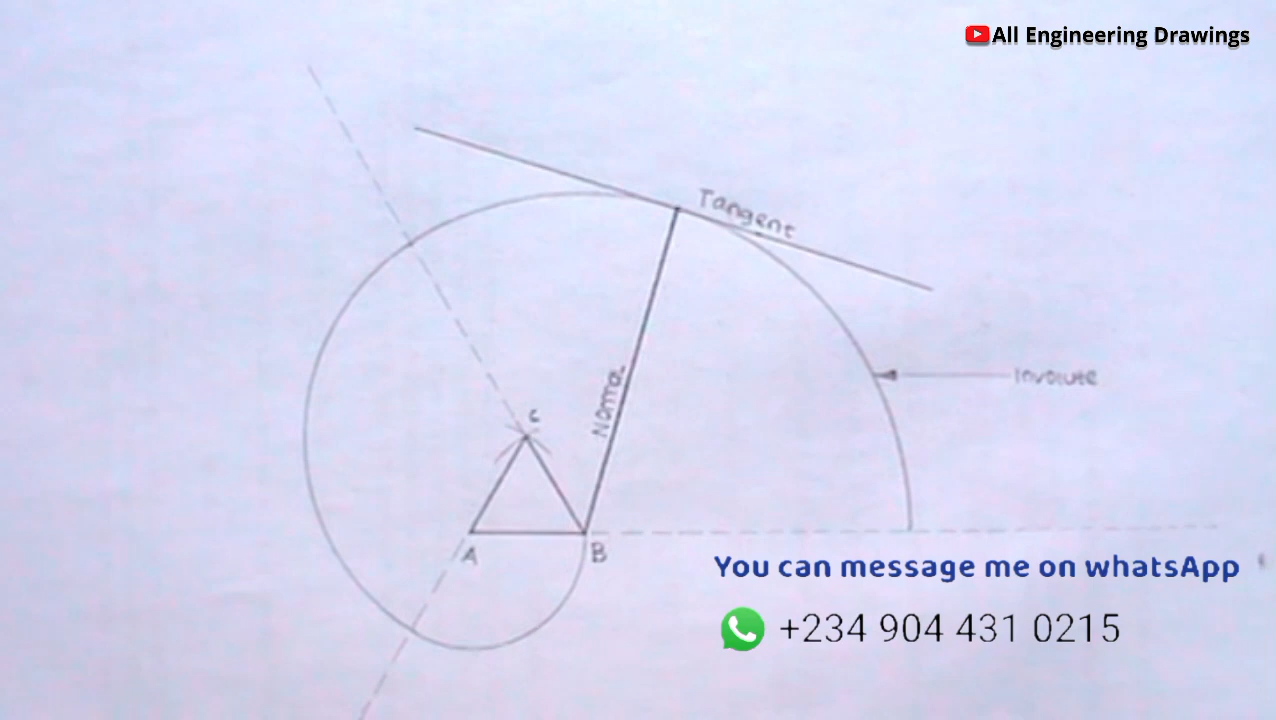 All Engineering Drawings
Tangent
Involute
Normal
C
A
B
You can message me on whatsApp
+234 904 431 0215